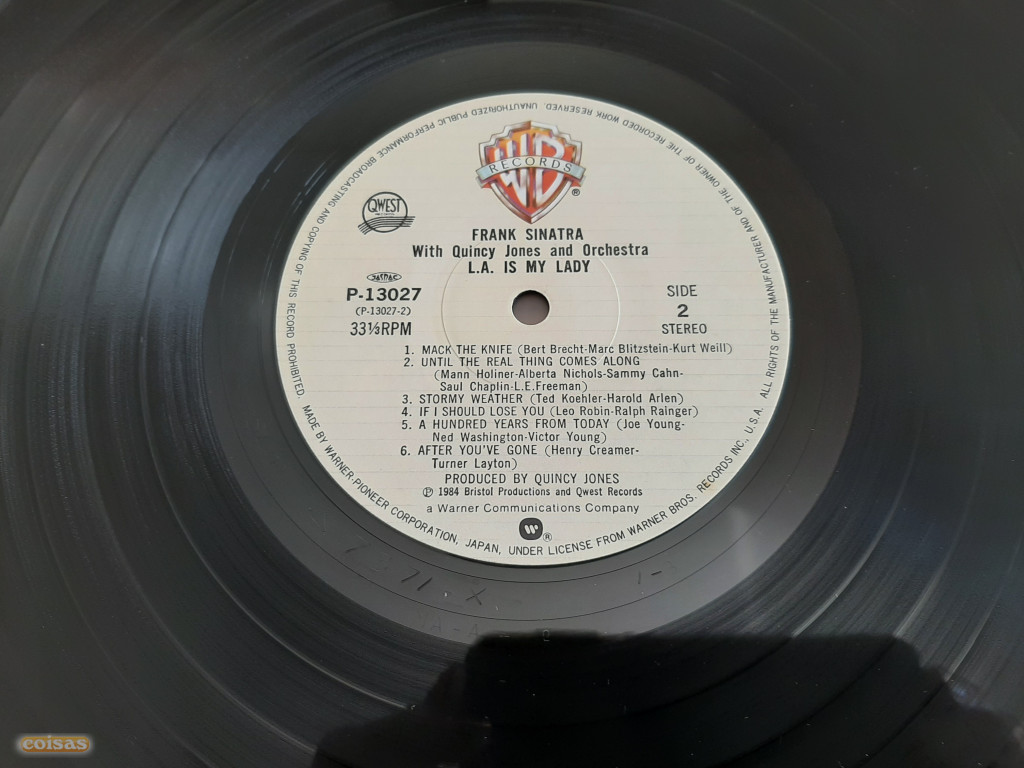 WB
RECORDS
®
QWEST
RECORDS
FRANK SINATRA
With Quincy Jones and Orchestra
L.A. IS MY LADY
JASRAC
P-13027
(P-13027-2)
33⅓RPM
SIDE
2
STEREO
1. MACK THE KNIFE (Bert Brecht-Marc Blitzstein-Kurt Weill)
2. UNTIL THE REAL THING COMES ALONG
(Mann Holiner-Alberta Nichols-Sammy Cahn-
Saul Chaplin-L.E.Freeman)
3. STORMY WEATHER (Ted Koehler-Harold Arlen)
4. IF I SHOULD LOSE YOU (Leo Robin-Ralph Rainger)
5. A HUNDRED YEARS FROM TODAY (Joe Young-
Ned Washington-Victor Young)
6. AFTER YOU'VE GONE (Henry Creamer-
Turner Layton)
PRODUCED BY QUINCY JONES
℗ 1984 Bristol Productions and Qwest Records
a Warner Communications Company
®
MADE BY WARNER-PIONEER CORPORATION, JAPAN, UNDER LICENSE FROM WARNER BROS. RECORDS INC., U.S.A. ALL RIGHTS OF THE MANUFACTURER AND OF THE OWNER OF THE RECORDED WORK RESERVED. UNAUTHORIZED PUBLIC PERFORMANCE BROADCASTING AND COPYING OF THIS RECORD PROHIBITED.
coisas